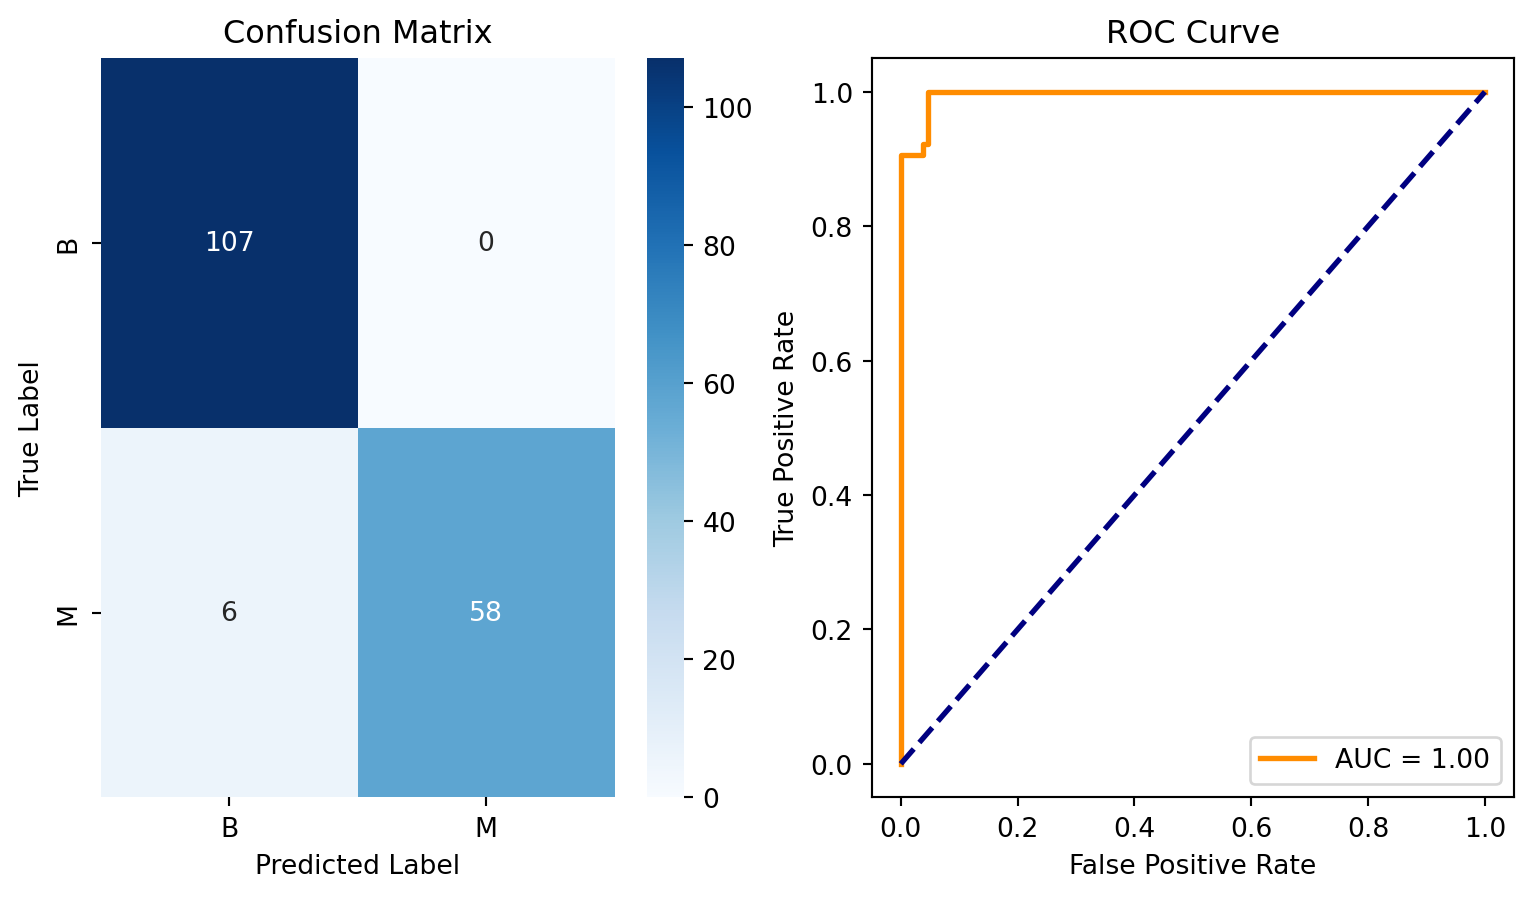 Confusion Matrix
B
M
True Label
107
0
6
58
B
M
Predicted Label
100
80
60
40
20
0
ROC Curve
True Positive Rate
1.0
0.8
0.6
0.4
0.2
0.0
AUC = 1.00
0.0 0.2 0.4 0.6 0.8 1.0
False Positive Rate